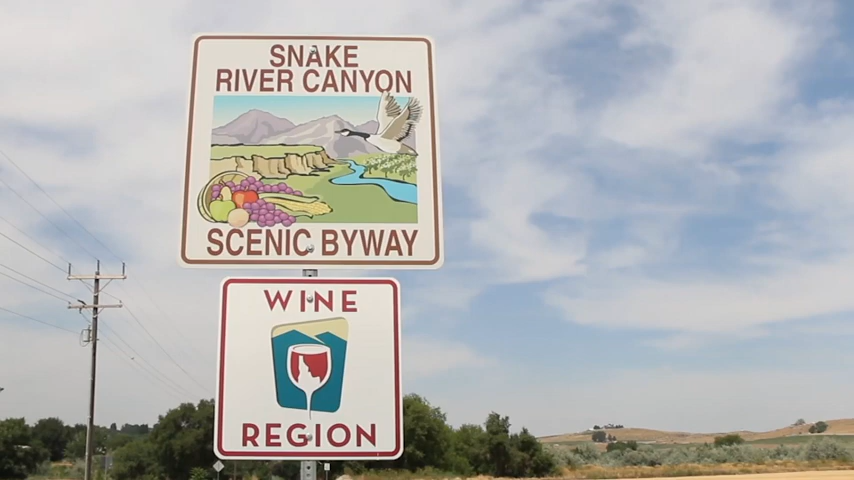 SNAKE
RIVER CANYON
SCENIC BYWAY
WINE
REGION